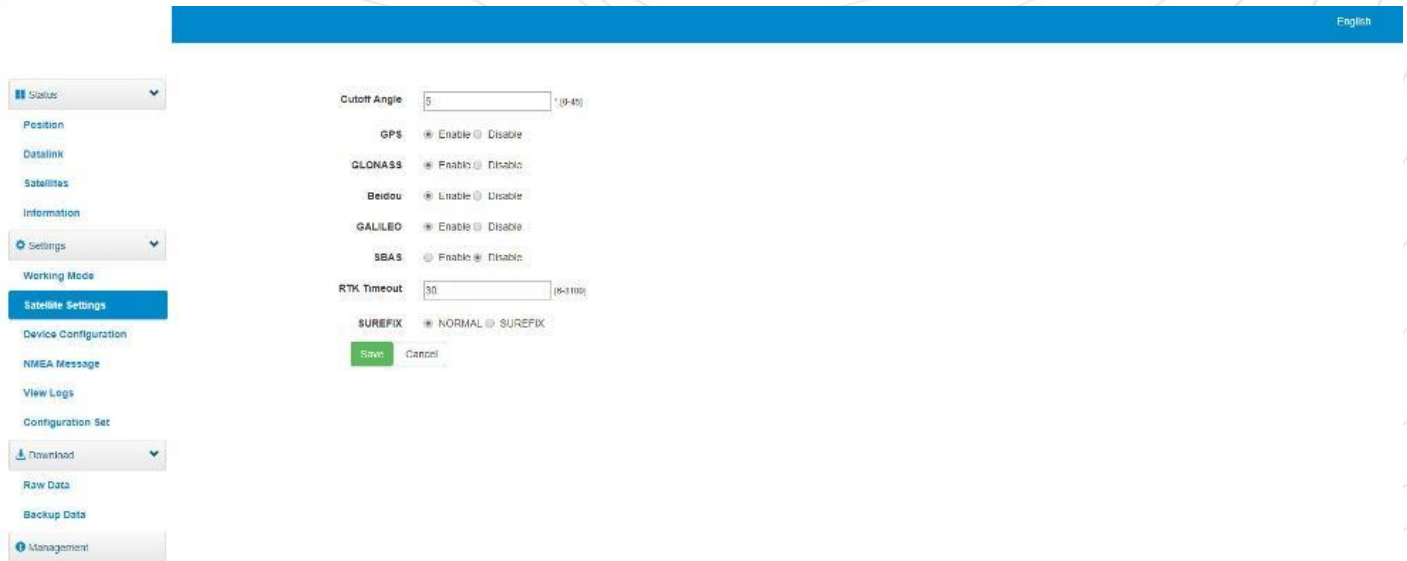 English
Status
Position
Datalink
Satellites
Information
Settings
Working Mode
Satellite Settings
Device Configuration
NMEA Message
View Logs
Configuration Set
Download
Raw Data
Backup Data
Management
Cutoff Angle 5
GPS Enable Disable
GLONASS Enable Disable
Beidou Enable Disable
GALILEO Enable Disable
SBAS Enable Disable
RTK Timeout 30
SUREFIX NORMAL SUREFIX
Save Cancel